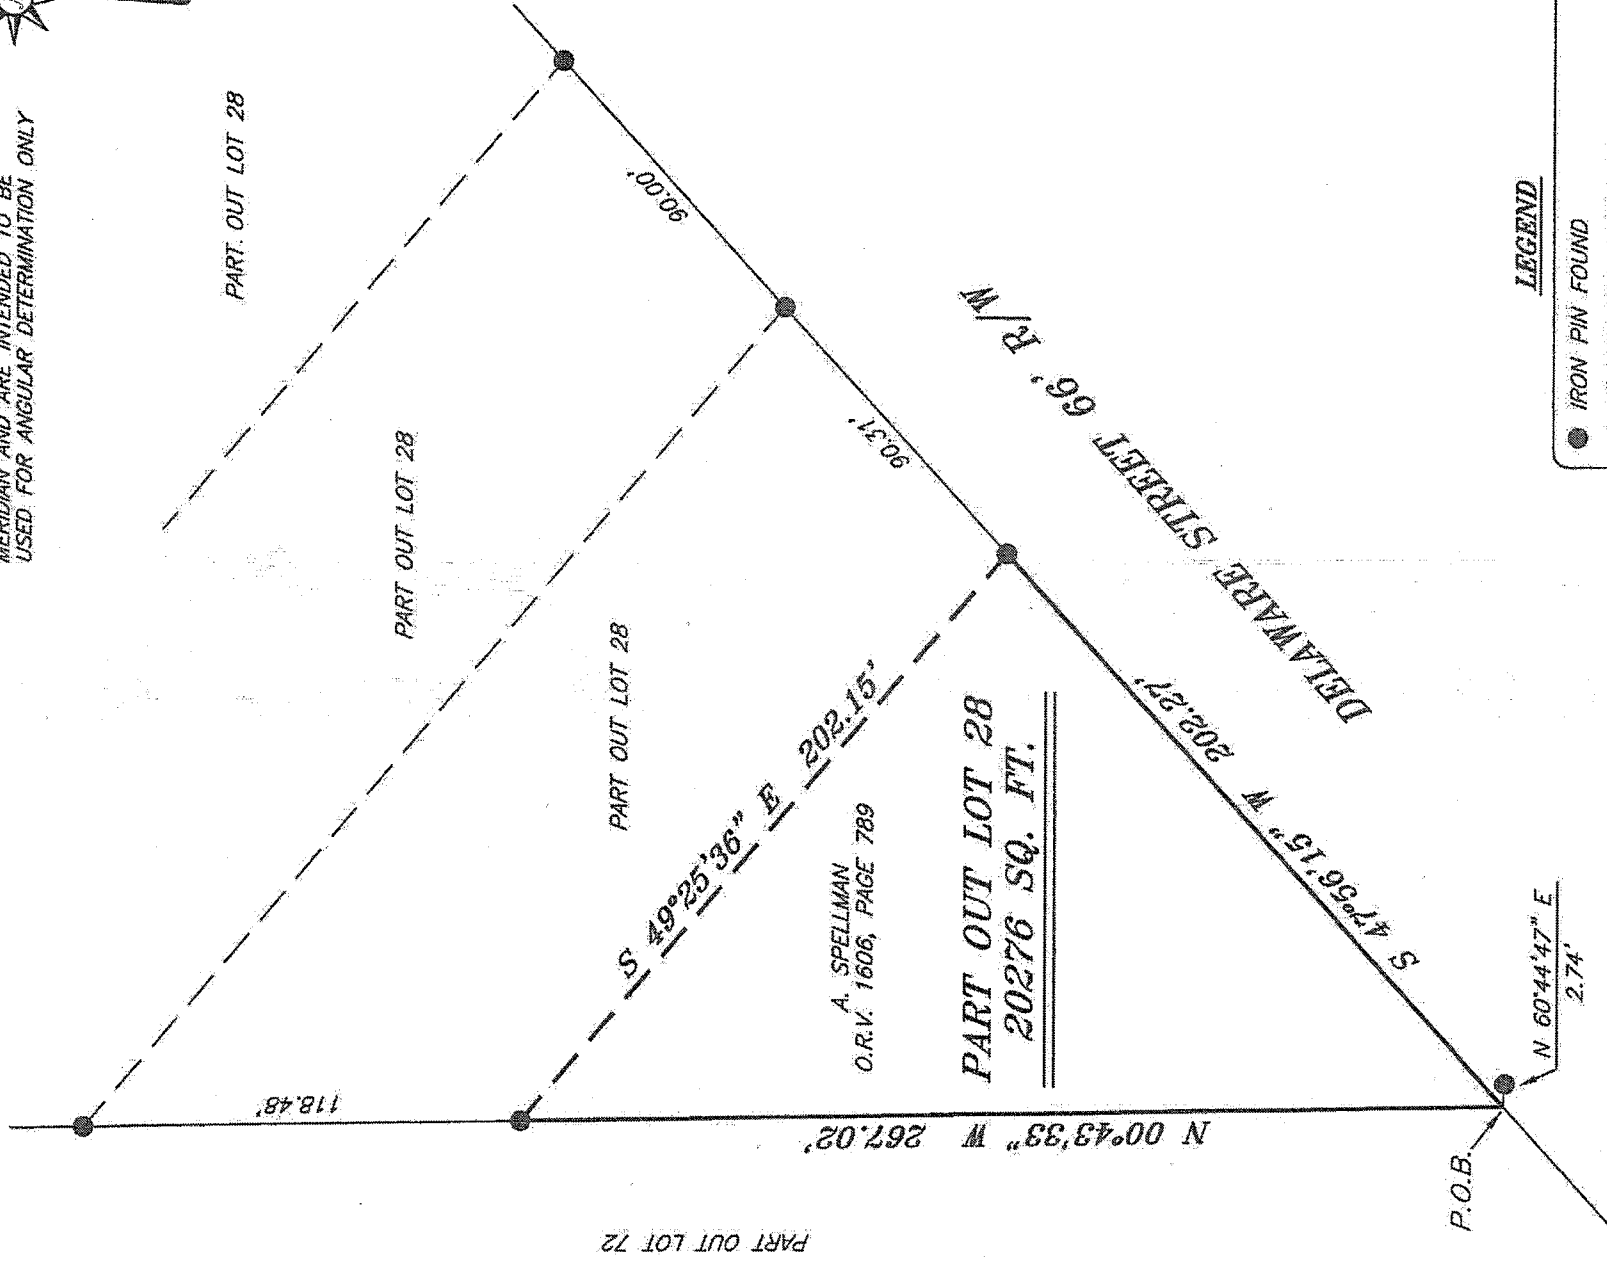 MERIDIAN AND ARE INTENDED TO BE
USED FOR ANGULAR DETERMINATION ONLY
PART OUT LOT 28
90.00'
PART OUT LOT 28
90.31'
DELAWARE STREET 66' R/W
PART OUT LOT 28
S 49°25'36" E 202.15'
A. SPELLMAN
O.R.V. 1606, PAGE 789
PART OUT LOT 28
20276 SQ. FT.
S 47°56'15" W 202.27'
118.48'
N 00°43'33" W 267.02'
PART OUT LOT 72
P.O.B.
N 60°44'47" E
2.74'
LEGEND
IRON PIN FOUND